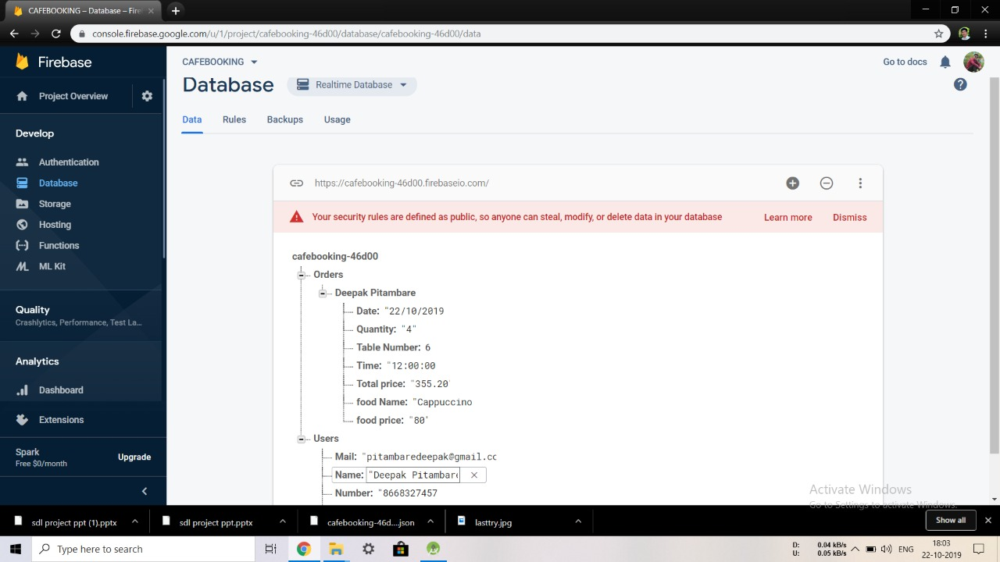 CAFEBOOKING – Database – Fire
console.firebase.google.com/u/1/project/cafebooking-46d00/database/cafebooking-46d00/data
Firebase
CAFEBOOKING
Go to docs
Database
Realtime Database
Project Overview
Data Rules Backups Usage
Develop
Authentication
Database
Storage
Hosting
Functions
ML Kit
Quality
Crashlytics, Performance, Test La...
Analytics
Dashboard
Extensions
Spark
Free $0/month
Upgrade
https://cafebooking-46d00.firebaseio.com/
Your security rules are defined as public, so anyone can steal, modify, or delete data in your database
Learn more
Dismiss
cafebooking-46d00
Orders
Deepak Pitambare
Date: "22/10/2019
Quantity: "4"
Table Number: 6
Time: "12:00:00
Total price: "355.20
food Name: "Cappuccino
food price: "80"
Users
Mail: "pitambaredeepak@gmail.cc
Name: "Deepak Pitambar
Number: "8668327457
Activate Windows
Go to Settings to activate Windows.
sdl project ppt (1).pptx
sdl project ppt.pptx
cafebooking-46d....json
lasttry.jpg
Show all
Type here to search
D: 0.04 kB/s
U: 0.05 kB/s
ENG
18:03
22-10-2019